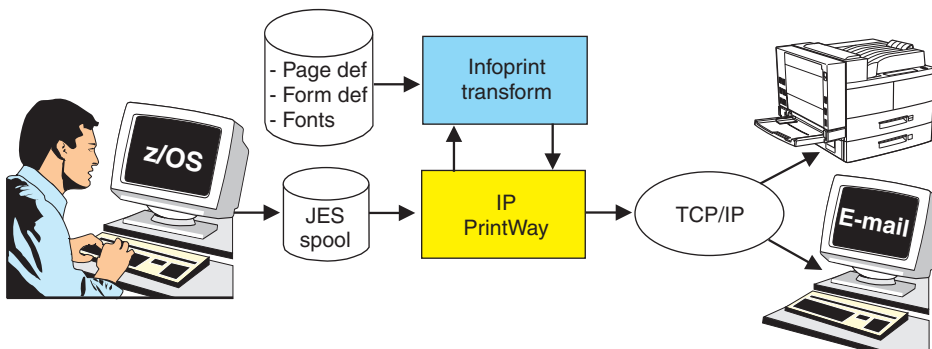 - Page def
- Form def
- Fonts
Infoprint
transform
z/OS
JES
spool
IP
PrintWay
TCP/IP
E-mail